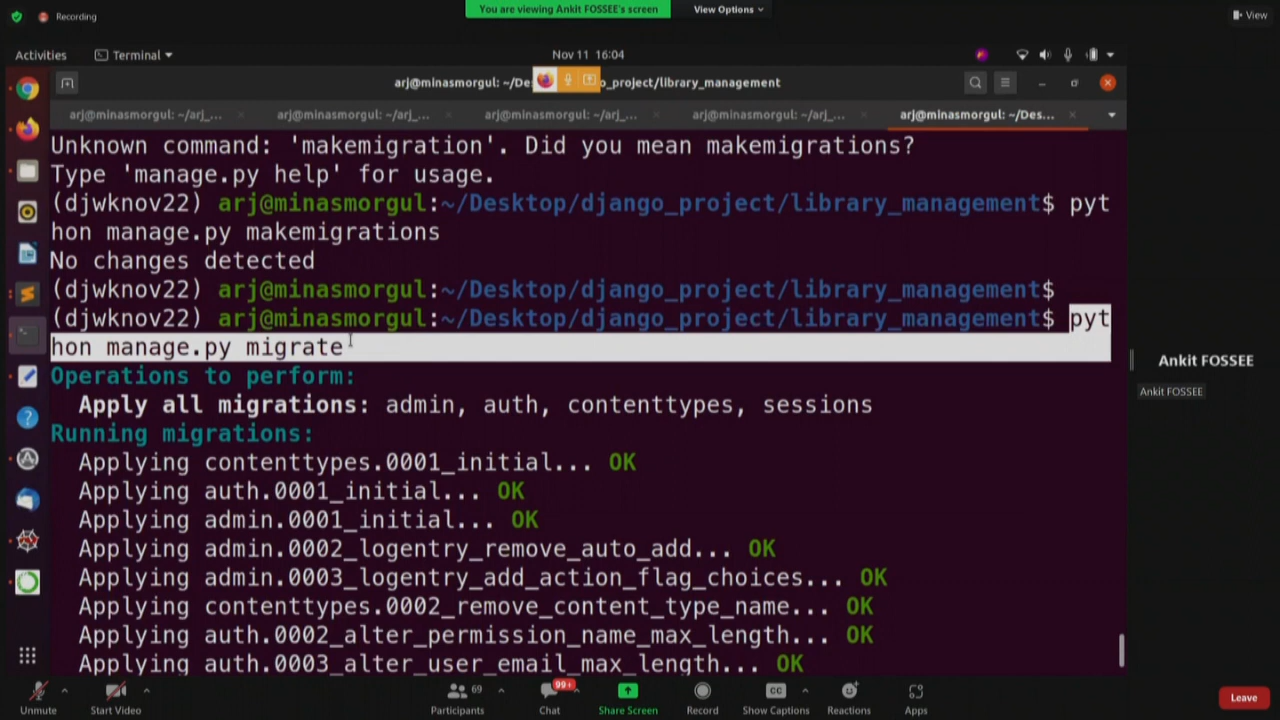 Recording
You are viewing Ankit FOSSEE's screen
View Options
View
Activities
Terminal
Nov 11 16:04
arj@minasmorgul: ~/De
_project/library_management
arj@minasmorgul: ~/arj_...
arj@minasmorgul: ~/arj_...
arj@minasmorgul: ~/arj_...
arj@minasmorgul: ~/arj_...
arj@minasmorgul: ~/Des...
Unknown command: 'makemigration'. Did you mean makemigrations?
Type 'manage.py help' for usage.
(djwknov22) arj@minasmorgul:~/Desktop/django_project/library_management$ pyt
hon manage.py makemigrations
No changes detected
(djwknov22) arj@minasmorgul:~/Desktop/django_project/library_management$
(djwknov22) arj@minasmorgul:~/Desktop/django_project/library_management$ pyt
hon manage.py migrate
Operations to perform:
Apply all migrations: admin, auth, contenttypes, sessions
Running migrations:
Applying contenttypes.0001_initial... OK
Applying auth.0001_initial... OK
Applying admin.0001_initial... OK
Applying admin.0002_logentry_remove_auto_add... OK
Applying admin.0003_logentry_add_action_flag_choices... OK
Applying contenttypes.0002_remove_content_type_name... OK
Applying auth.0002_alter_permission_name_max_length... OK
Applying auth.0003_alter_user_email_max_length... OK
Ankit FOSSEE
Ankit FOSSEE
Unmute
Start Video
Participants
69
Chat
99+
Share Screen
Record
CC
Show Captions
Reactions
Apps
Leave